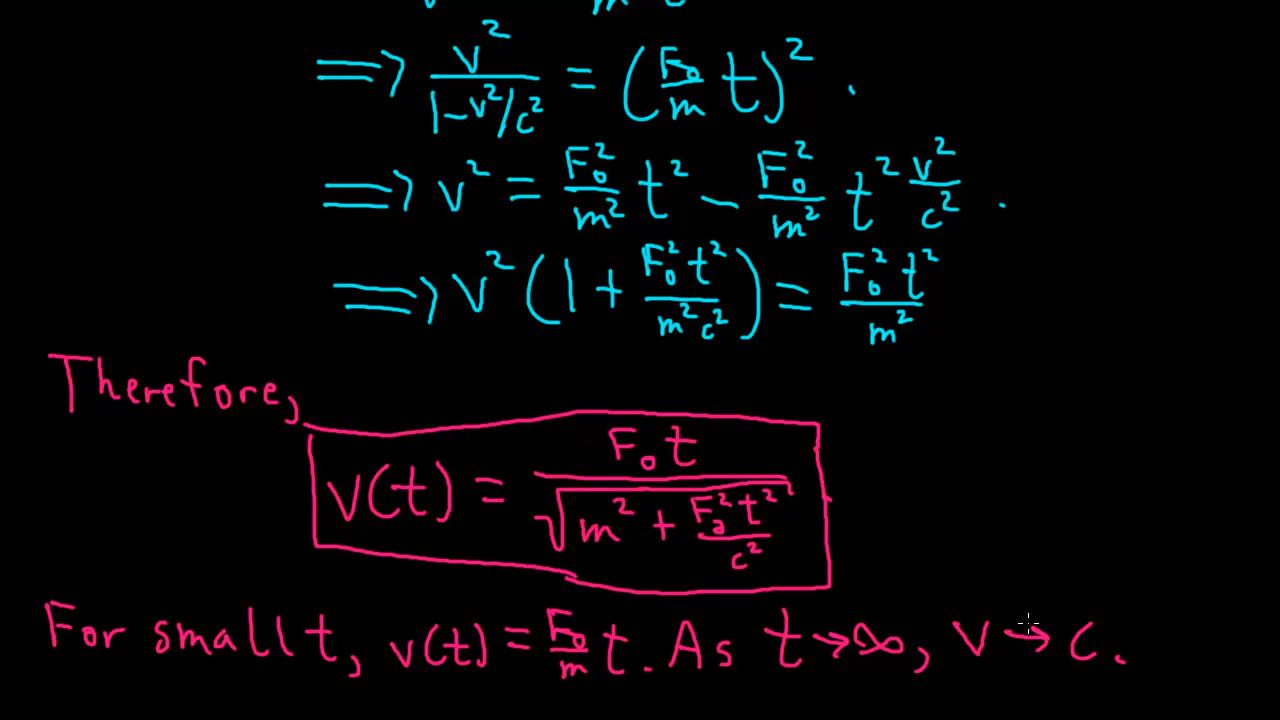 ⟹ v²/(1-v²/c²) = (F₀/m t)².
⟹ v² = F₀²/m² t² - F₀²/m² t² v²/c².
⟹ v² (1 + F₀²t²/m²c²) = F₀²t²/m²
Therefore,
v(t) = F₀t/√(m² + F₀²t²/c²)
For small t, v(t) = F₀/m t. As t→∞, v→c.